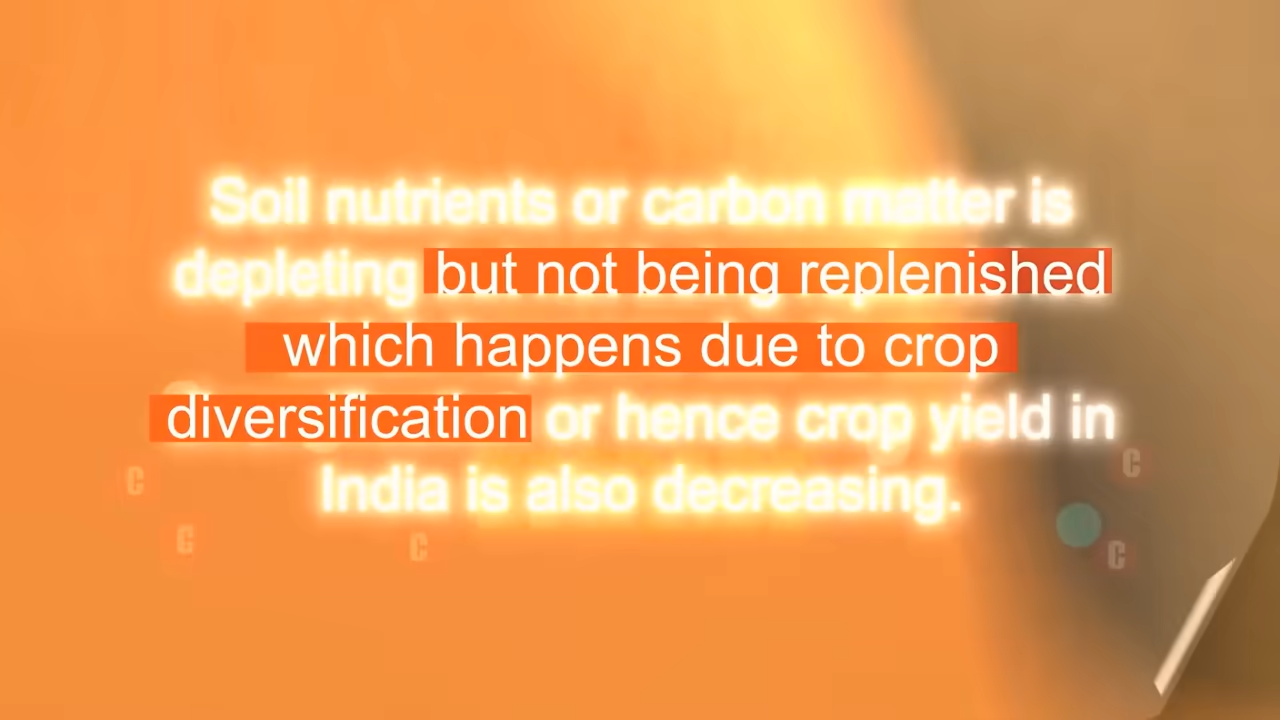 Soil nutrients or carbon matter is
depleting but not being replenished
which happens due to crop
diversification or hence crop yield in
India is also decreasing.
C
C
C
C
C